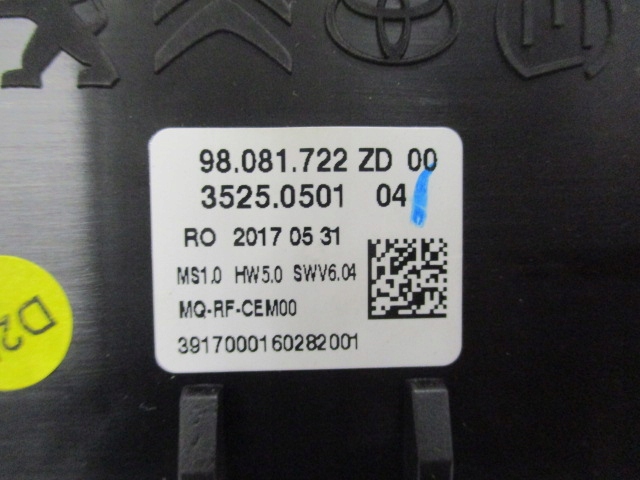 98.081.722 ZD 00
3525.0501 04
RO 2017 05 31
MS1.0 HW5.0 SWV6.04
MQ-RF-CEM00
3917000160282001